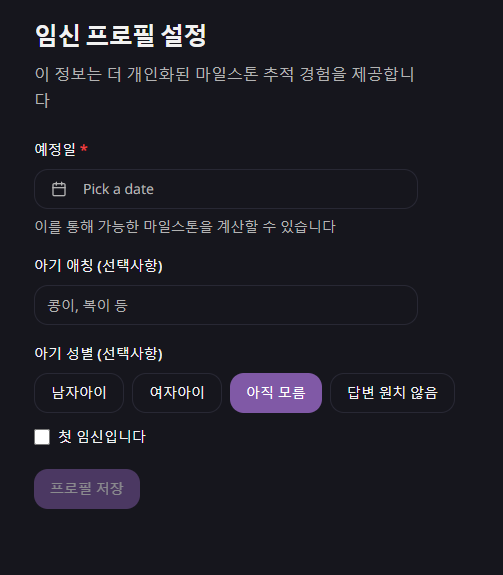 임신 프로필 설정
이 정보는 더 개인화된 마일스톤 추적 경험을 제공합니
다
예정일 *
Pick a date
이를 통해 가능한 마일스톤을 계산할 수 있습니다
아기 애칭 (선택사항)
콩이, 복이 등
아기 성별 (선택사항)
남자아이 여자아이 아직 모름 답변 원치 않음
첫 임신입니다
프로필 저장